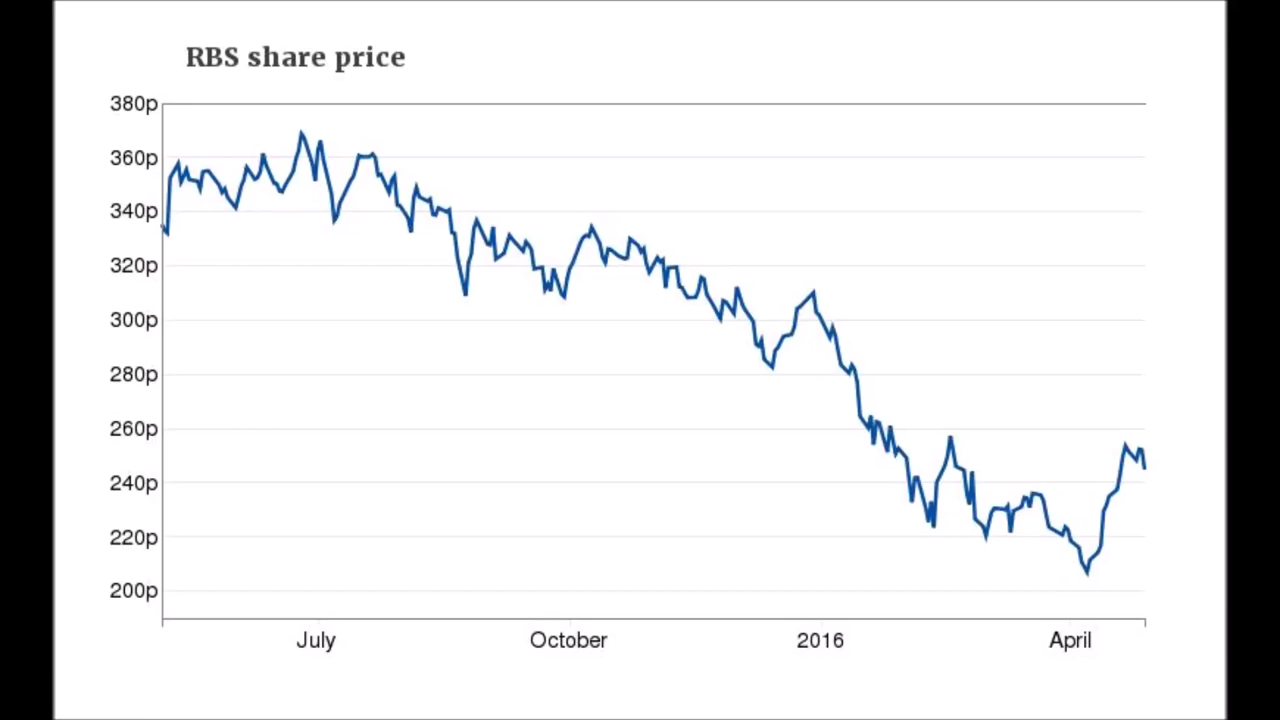 RBS share price
380p
360p
340p
320p
300p
280p
260p
240p
220p
200p
July October 2016 April